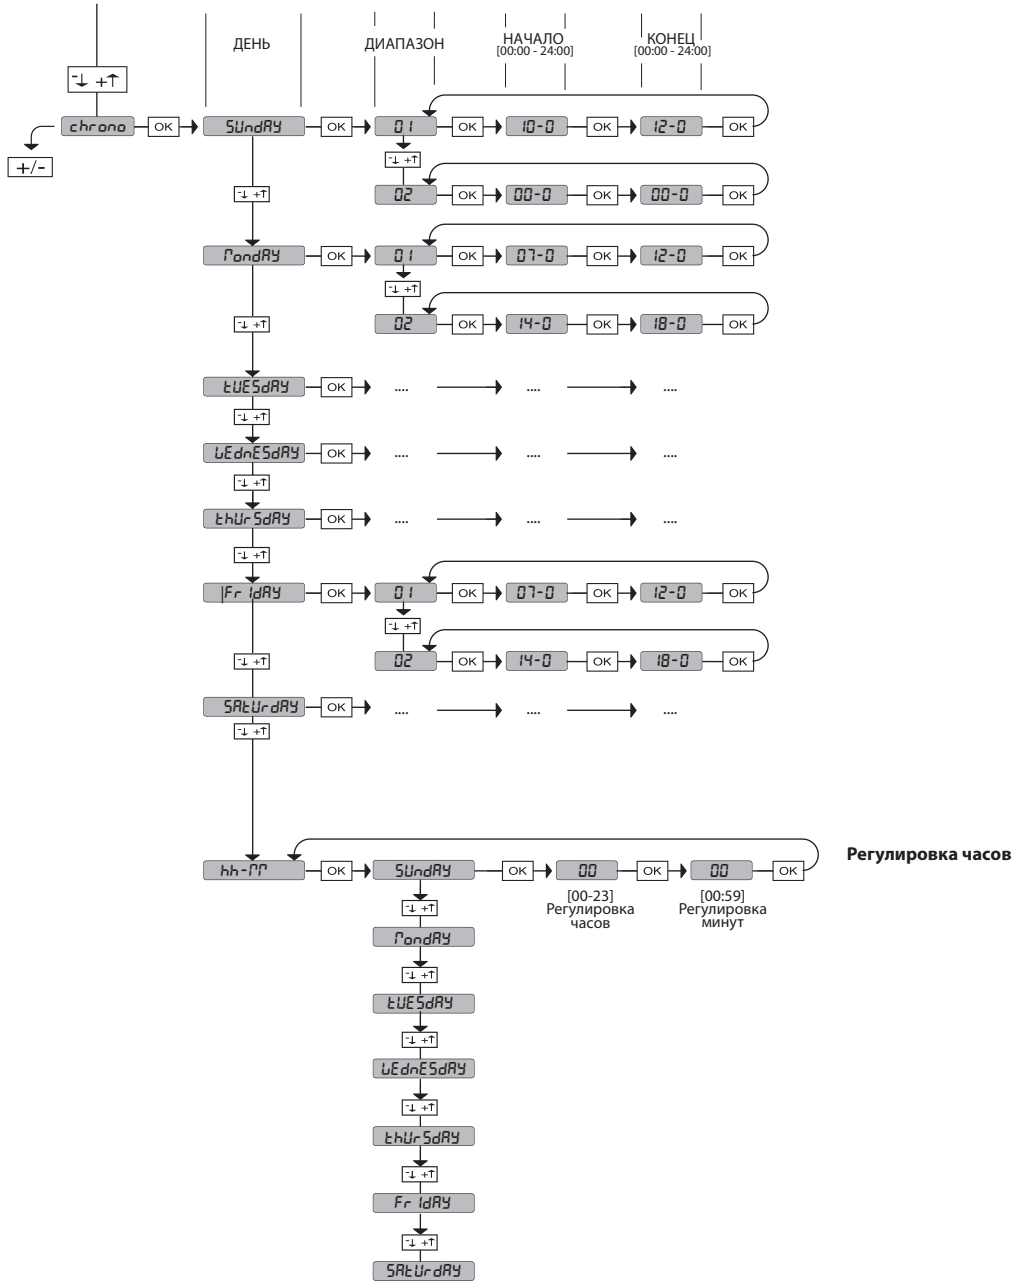 ДЕНЬ ДИАПАЗОН НАЧАЛО КОНЕЦ
[00:00 - 24:00] [00:00 - 24:00]
-↓ +↑
chrono OK SUndAY OK 01 OK 10-0 OK 12-0 OK
-↓ +↑
+/-
-↓ +↑ 02 OK 00-0 OK 00-0 OK
MondAY OK 01 OK 07-0 OK 12-0 OK
-↓ +↑
-↓ +↑ 02 OK 14-0 OK 18-0 OK
tUESdAY OK .... .... ....
-↓ +↑
WEdnESdAY OK .... .... ....
-↓ +↑
thUrSdAY OK .... .... ....
-↓ +↑
FrIdAY OK 01 OK 07-0 OK 12-0 OK
-↓ +↑
-↓ +↑ 02 OK 14-0 OK 18-0 OK
SAtUrdAY OK .... .... ....
-↓ +↑
Регулировка часов
hh-MM OK SUndAY OK 00 OK 00 OK
[00-23] [00:59]
-↓ +↑ Регулировка Регулировка
часов минут
MondAY
-↓ +↑
tUESdAY
-↓ +↑
WEdnESdAY
-↓ +↑
thUrSdAY
-↓ +↑
FrIdAY
-↓ +↑
SAtUrdAY